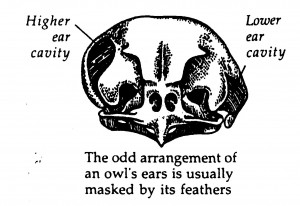 Higher
ear
cavity
Lower
ear
cavity
The odd arrangement of
an owl's ears is usually
masked by its feathers